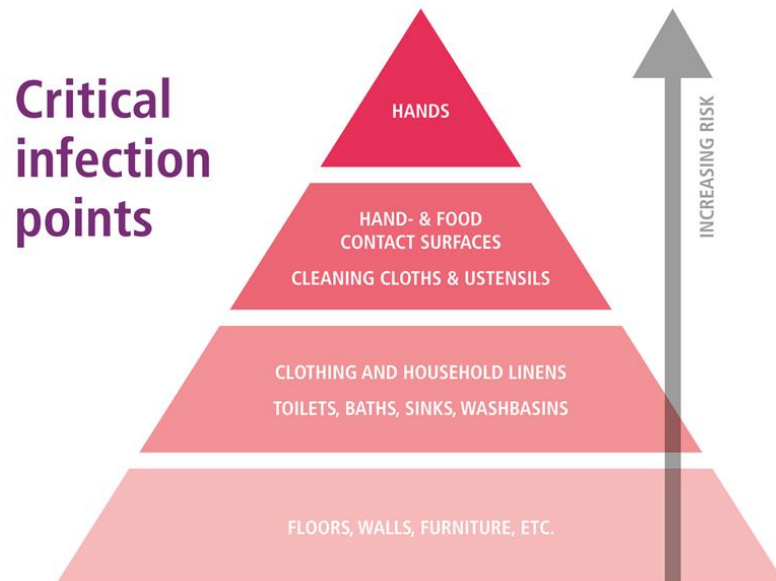 Critical
infection
points
HANDS
HAND- & FOOD
CONTACT SURFACES
CLEANING CLOTHS & USTENSILS
CLOTHING AND HOUSEHOLD LINENS
TOILETS, BATHS, SINKS, WASHBASINS
FLOORS, WALLS, FURNITURE, ETC.
INCREASING RISK